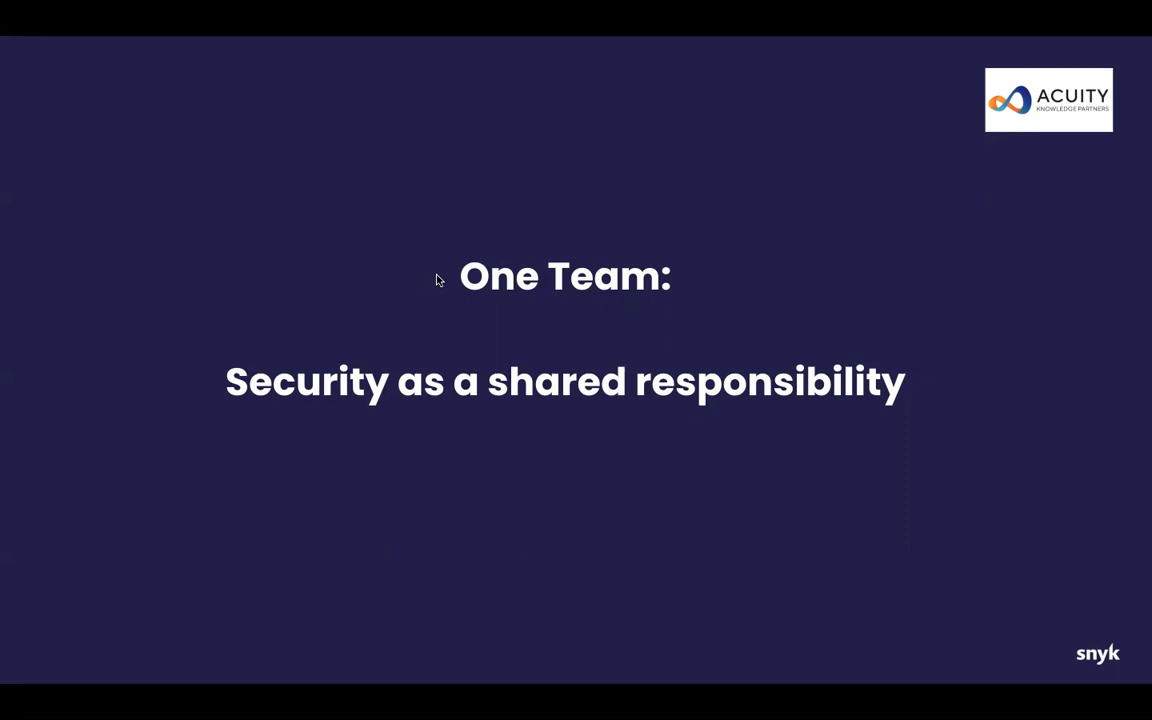 ACUITY
KNOWLEDGE PARTNERS
One Team:
Security as a shared responsibility
snyk